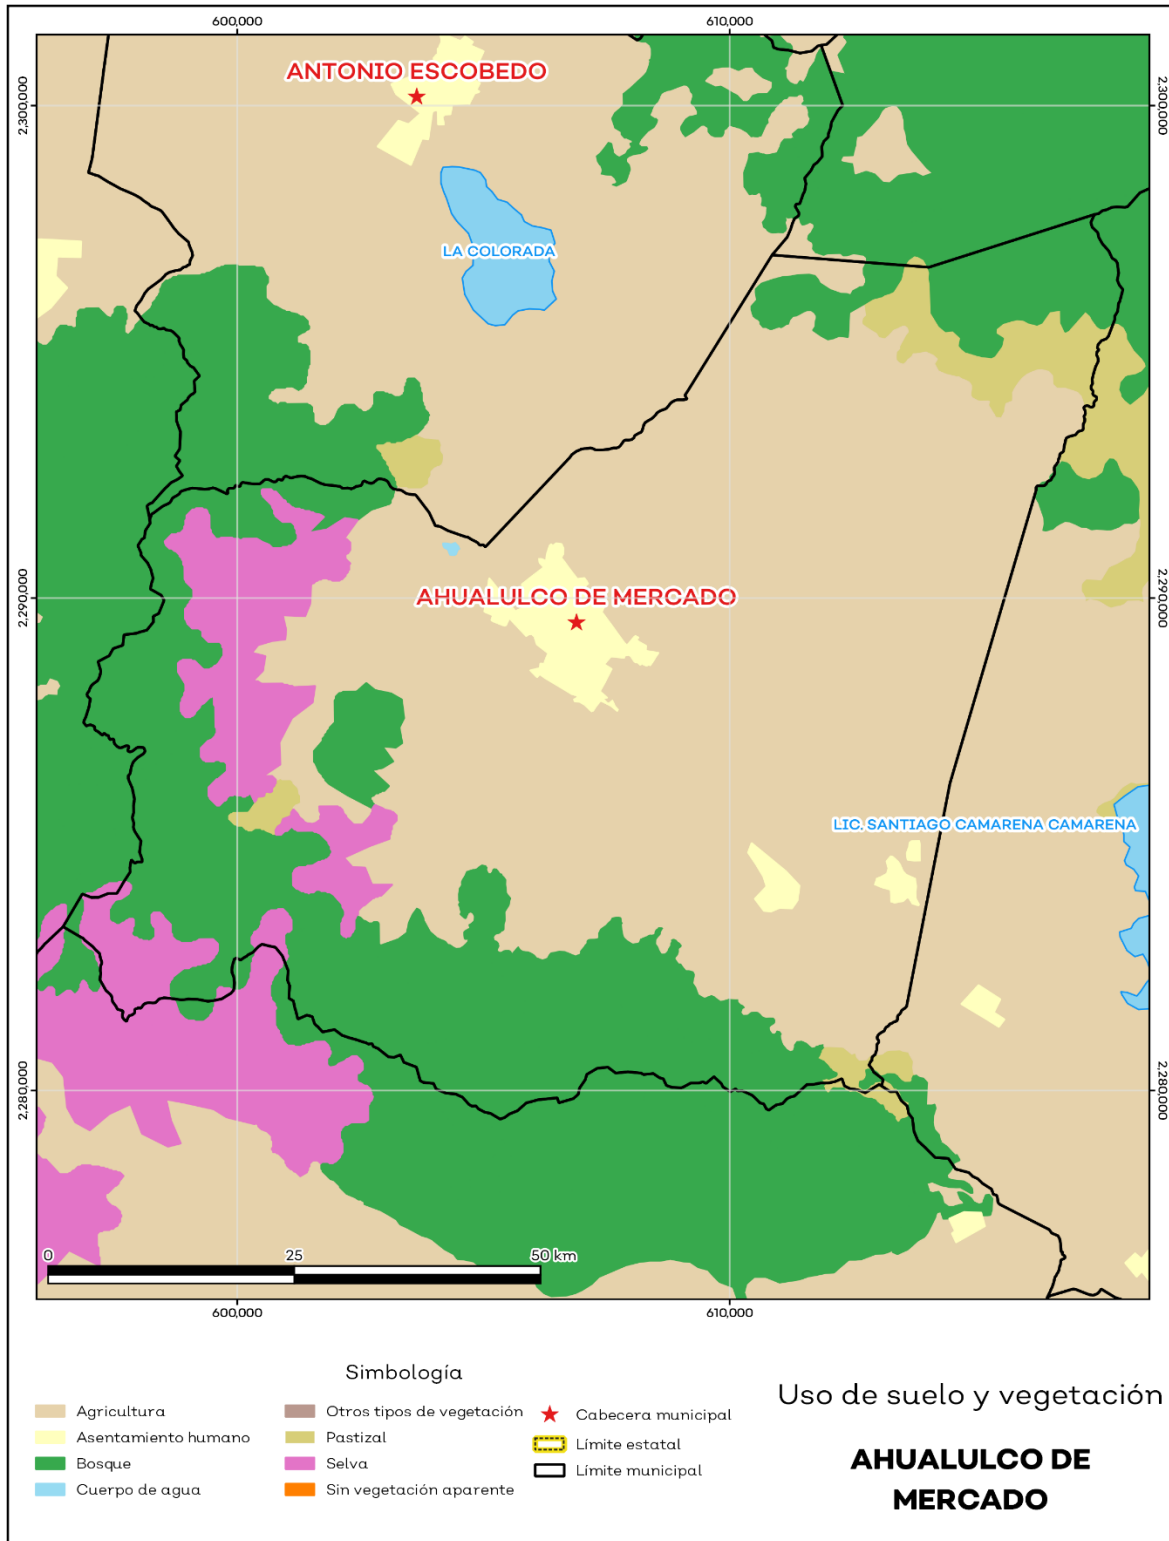 600,000
610,000
ANTONIO ESCOBEDO
2,300,000
2,300,000
LA COLORADA
AHUALULCO DE MERCADO
2,290,000
2,290,000
LIC. SANTIAGO CAMARENA CAMARENA
2,280,000
2,280,000
0
25
50 km
600,000
610,000
Simbología
Agricultura
Asentamiento humano
Bosque
Cuerpo de agua
Otros tipos de vegetación
Pastizal
Selva
Sin vegetación aparente
Cabecera municipal
Límite estatal
Límite municipal
Uso de suelo y vegetación
AHUALULCO DE
MERCADO